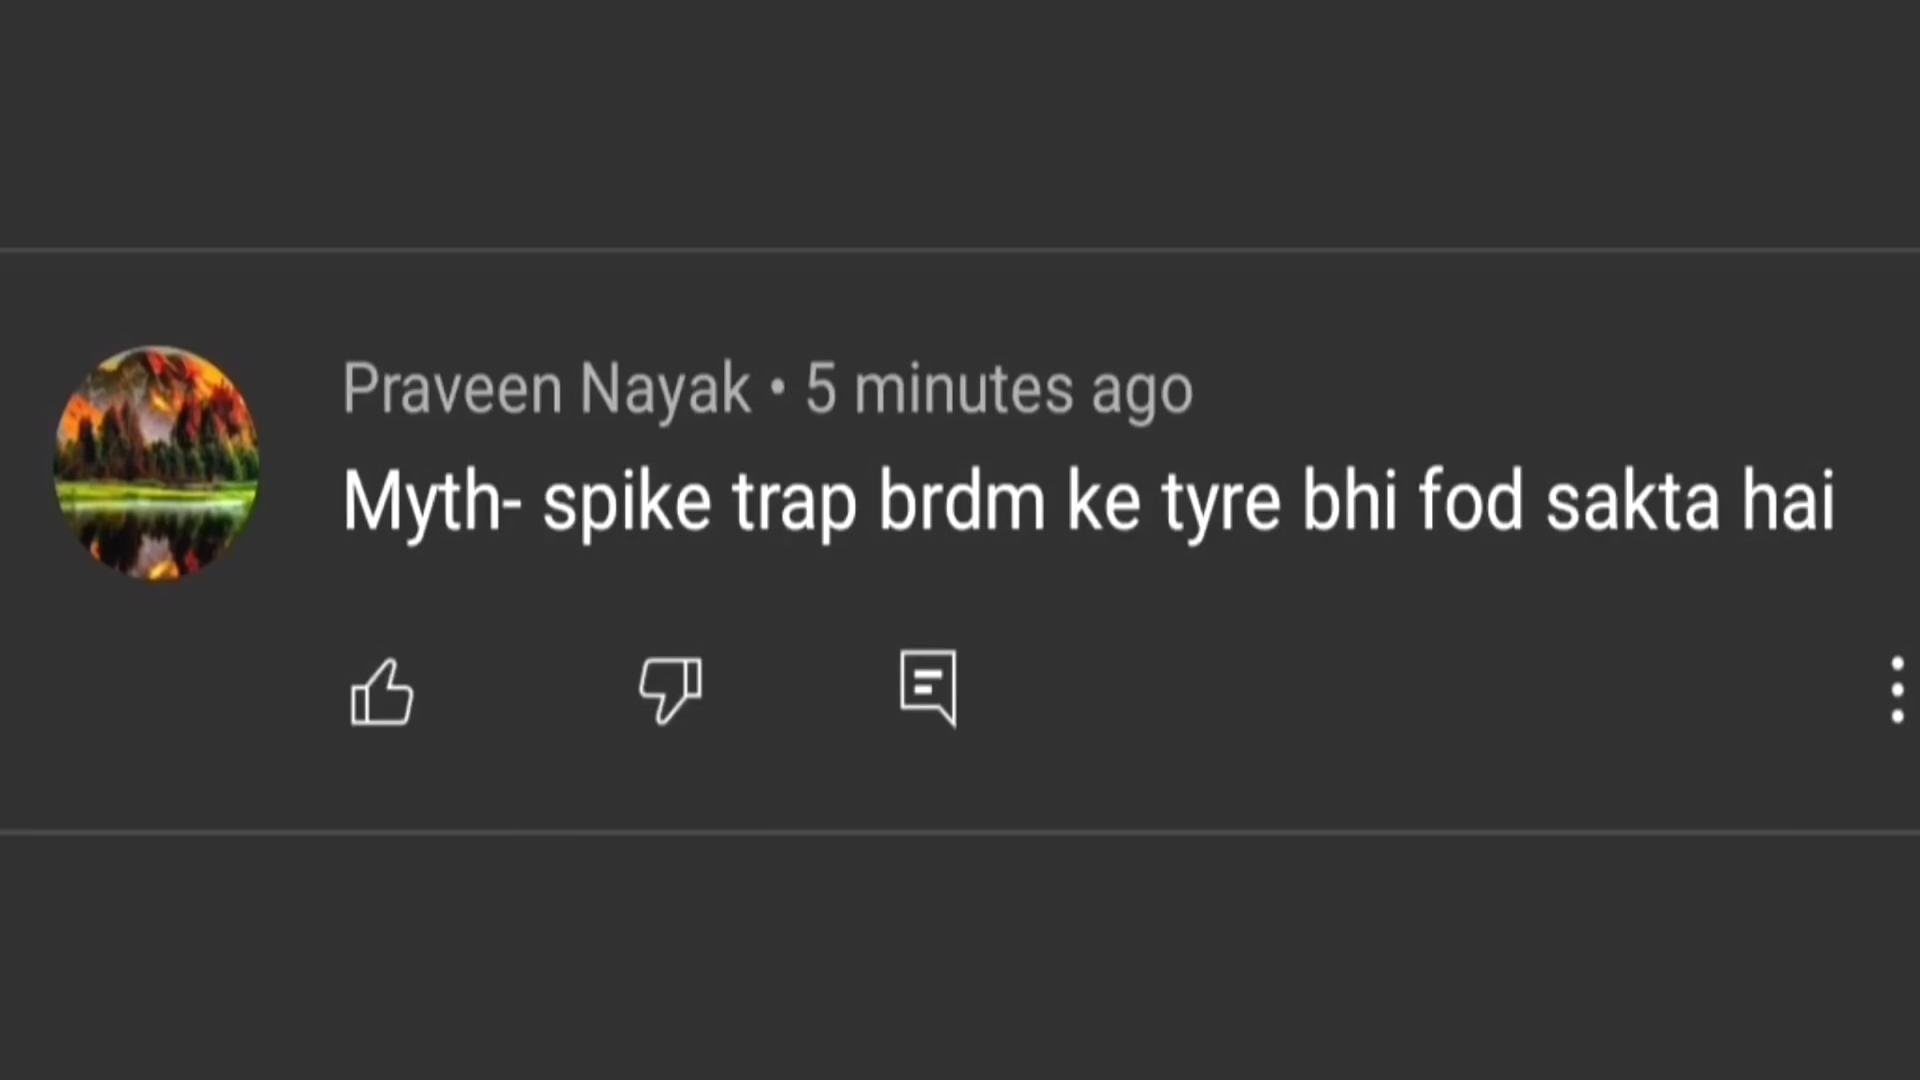 Praveen Nayak • 5 minutes ago
Myth- spike trap brdm ke tyre bhi fod sakta hai